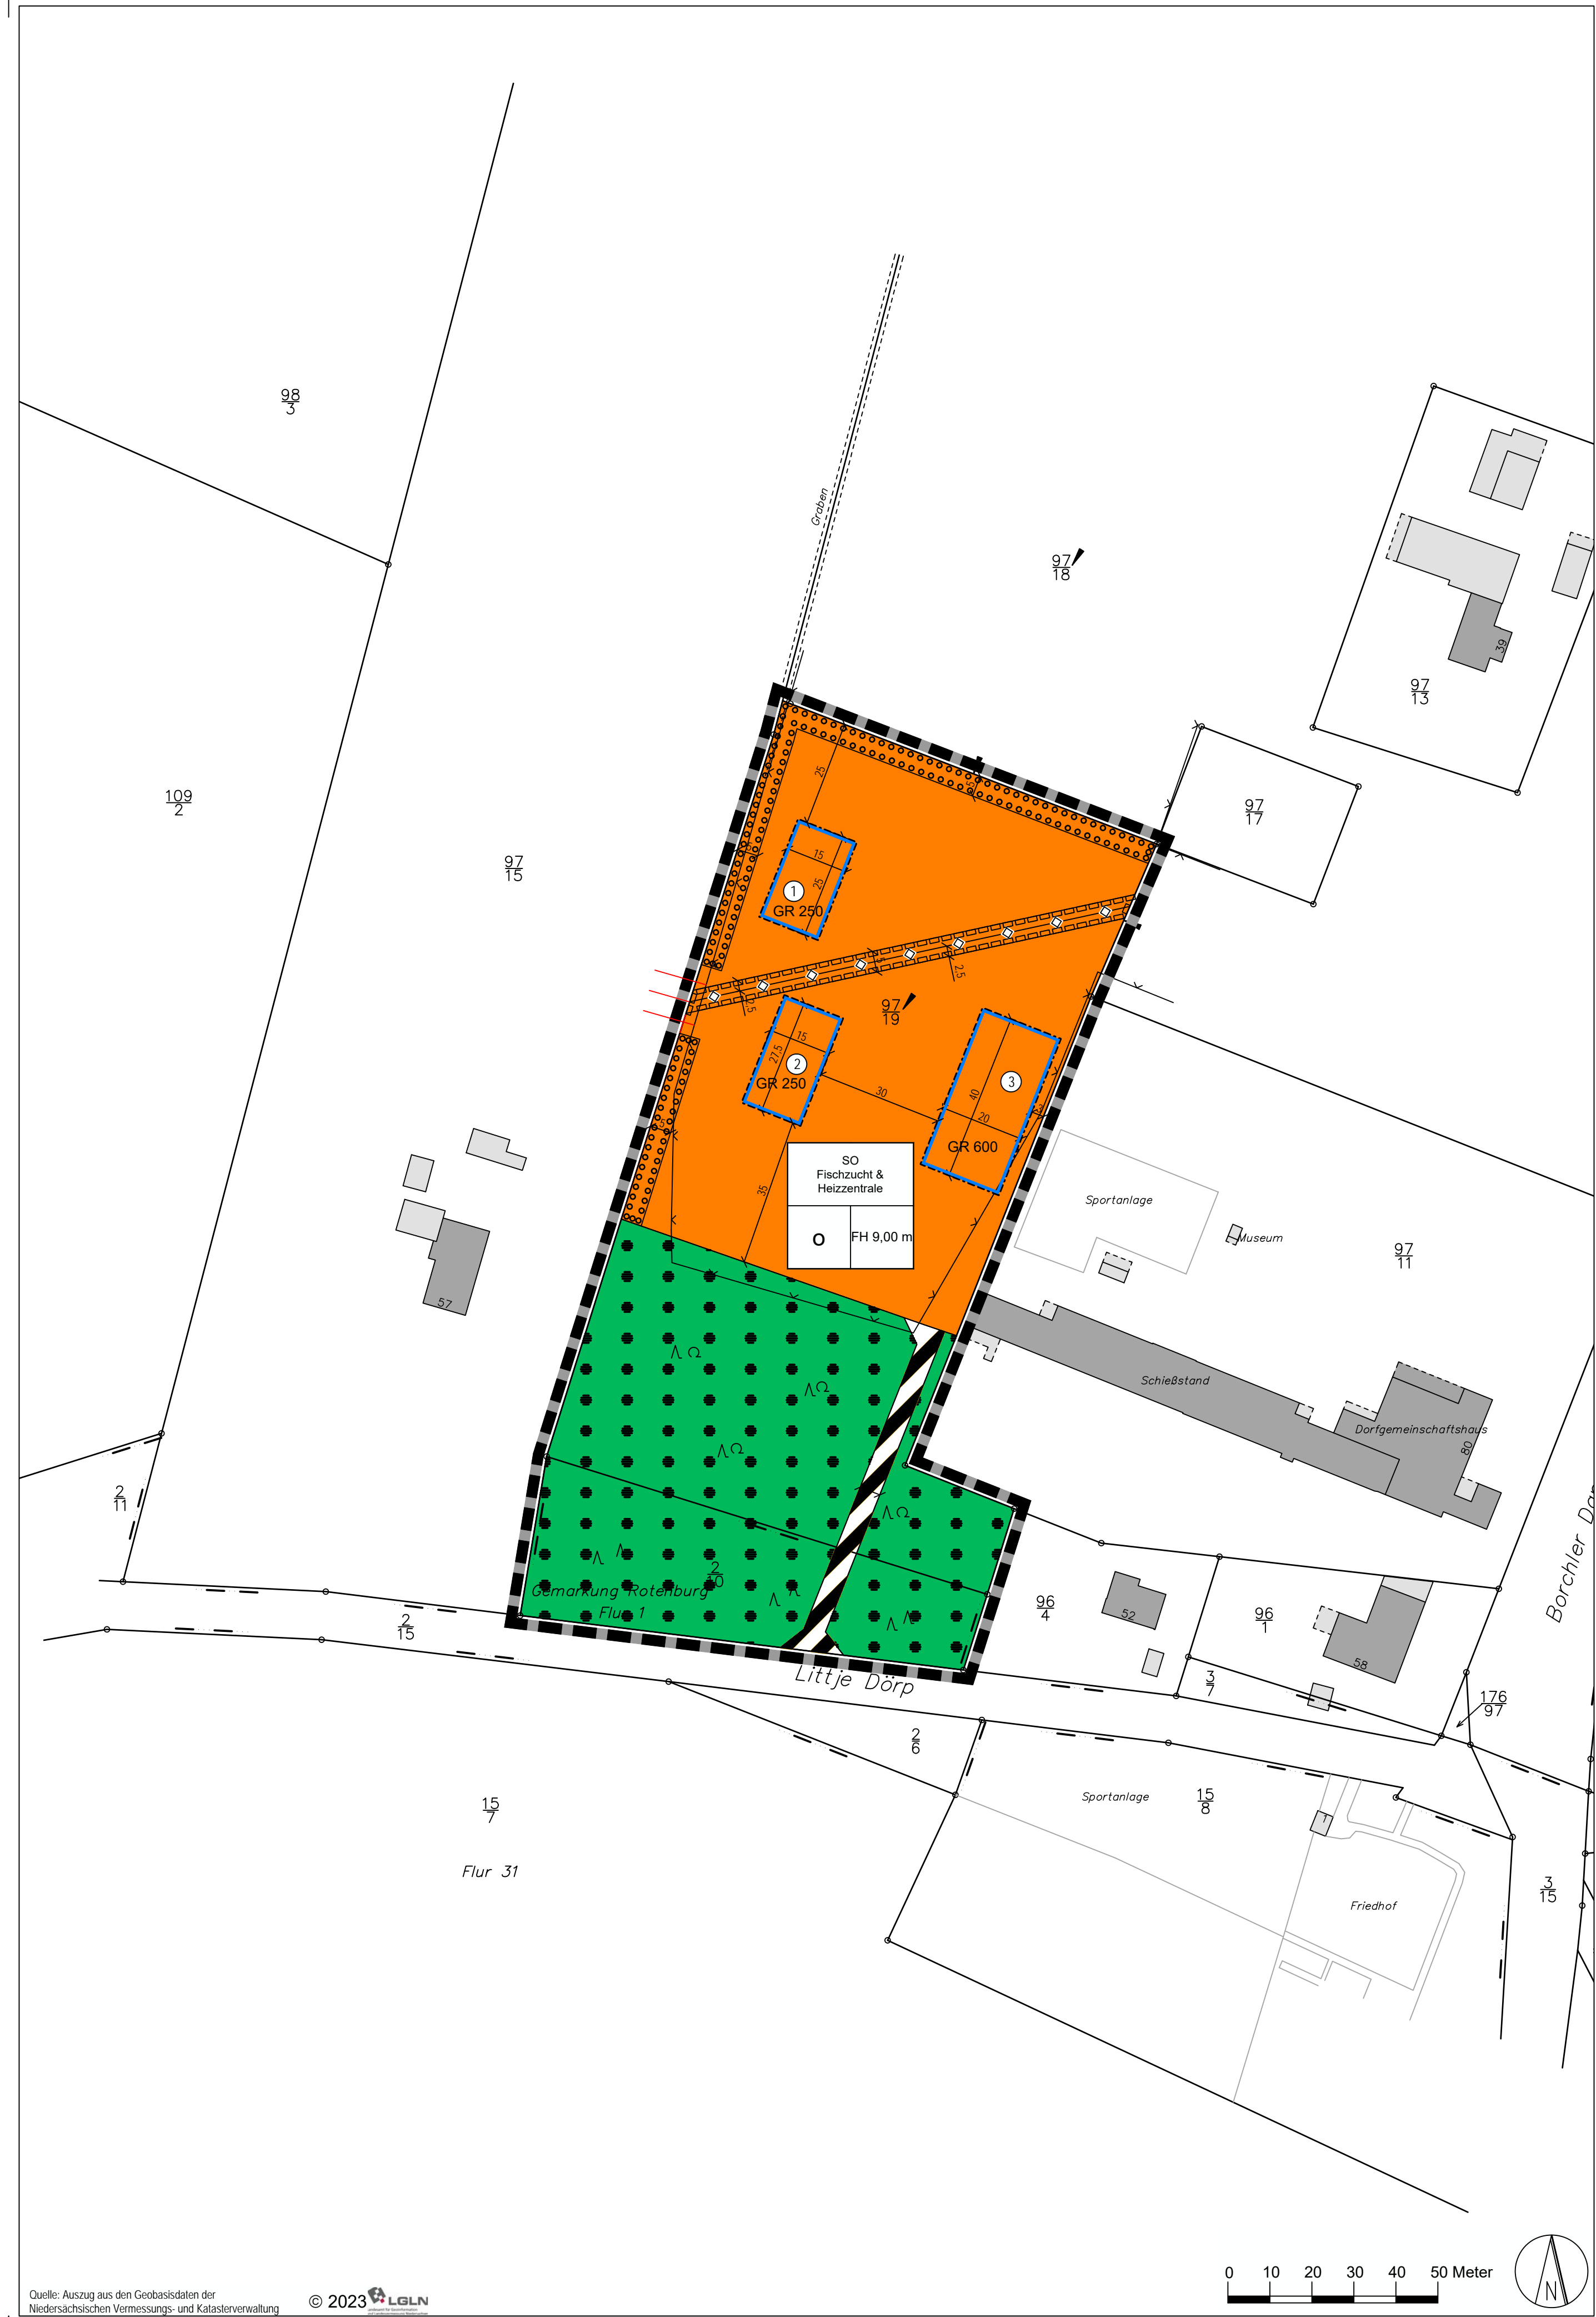 98
3
Graben
97
18
39
97
13
109
2
97
15
97
17
25
5
15
25
1
GR 250
5
2,5
2,5
97
19
15
27,5
2
GR 250
30
3
40
20
GR 600
3
5
35
SO
Fischzucht &
Heizzentrale
O
FH 9,00 m
Sportanlage
Museum
97
11
57
Schießstand
Dorfgemeinschaftshaus
80
2
11
2
10
Gemarkung Rotenburg
Flur 1
2
15
96
4
52
96
1
58
3
7
176
97
Littje Dörp
2
6
15
7
Flur 31
Sportanlage
15
8
1
Friedhof
3
15
Quelle: Auszug aus den Geobasisdaten der
Niedersächsischen Vermessungs- und Katasterverwaltung
© 2023 LGLN
0 10 20 30 40 50 Meter
N